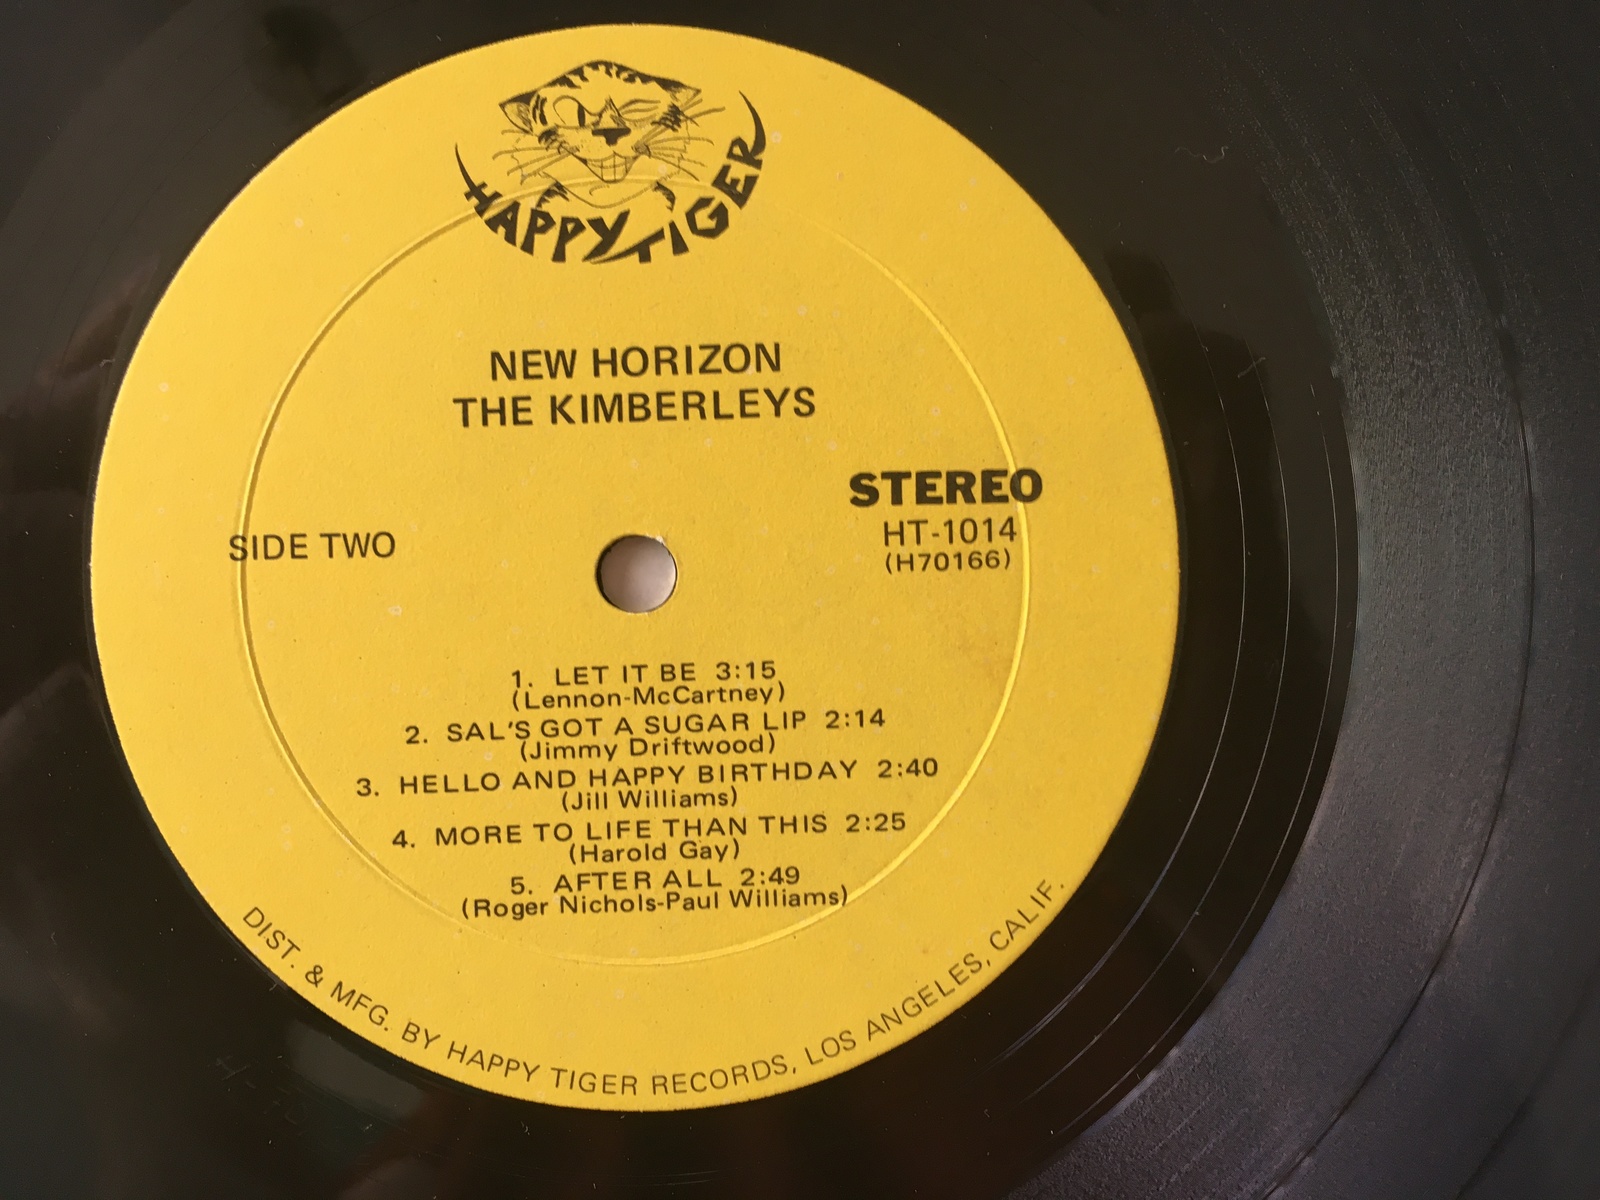 HAPPY TIGER
NEW HORIZON
THE KIMBERLEYS
STEREO
HT-1014
(H70166)
SIDE TWO
1. LET IT BE 3:15
(Lennon-McCartney)
2. SAL'S GOT A SUGAR LIP 2:14
(Jimmy Driftwood)
3. HELLO AND HAPPY BIRTHDAY 2:40
(Jill Williams)
4. MORE TO LIFE THAN THIS 2:25
(Harold Gay)
5. AFTER ALL 2:49
(Roger Nichols-Paul Williams)
DIST. & MFG. BY HAPPY TIGER RECORDS, LOS ANGELES, CALIF.